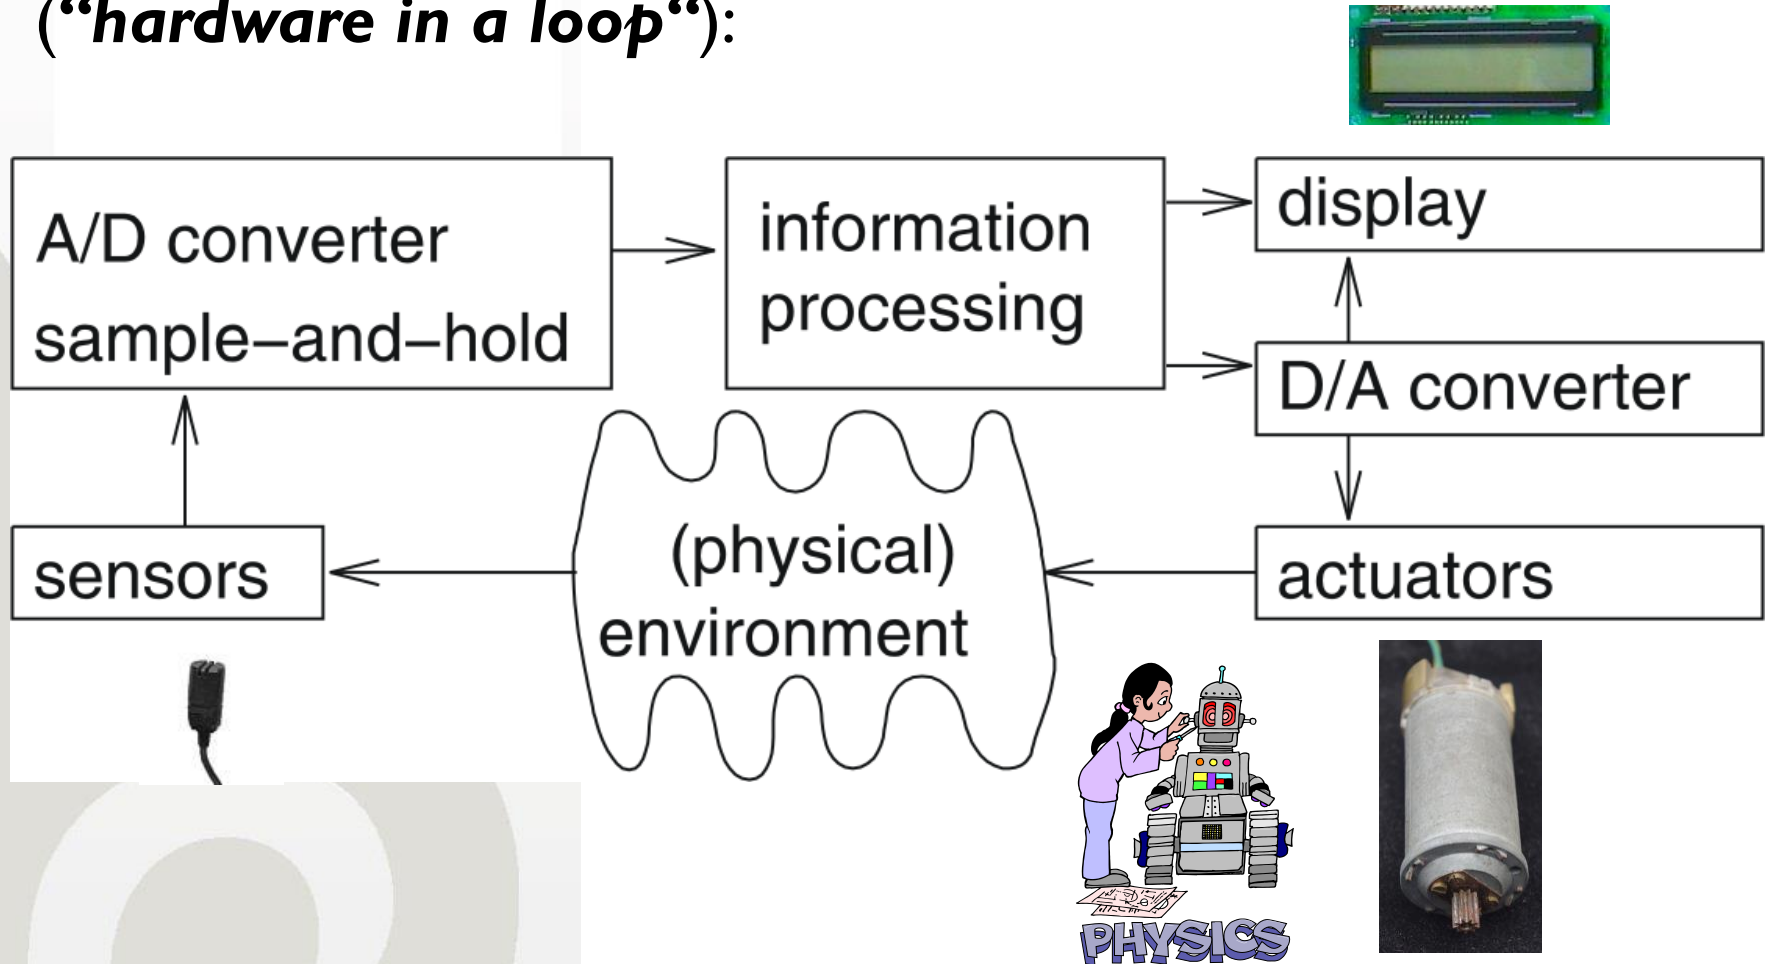 (“hardware in a loop“):
A/D converter
sample–and–hold
information
processing
display
D/A converter
sensors
(physical)
environment
actuators
PHYSICS